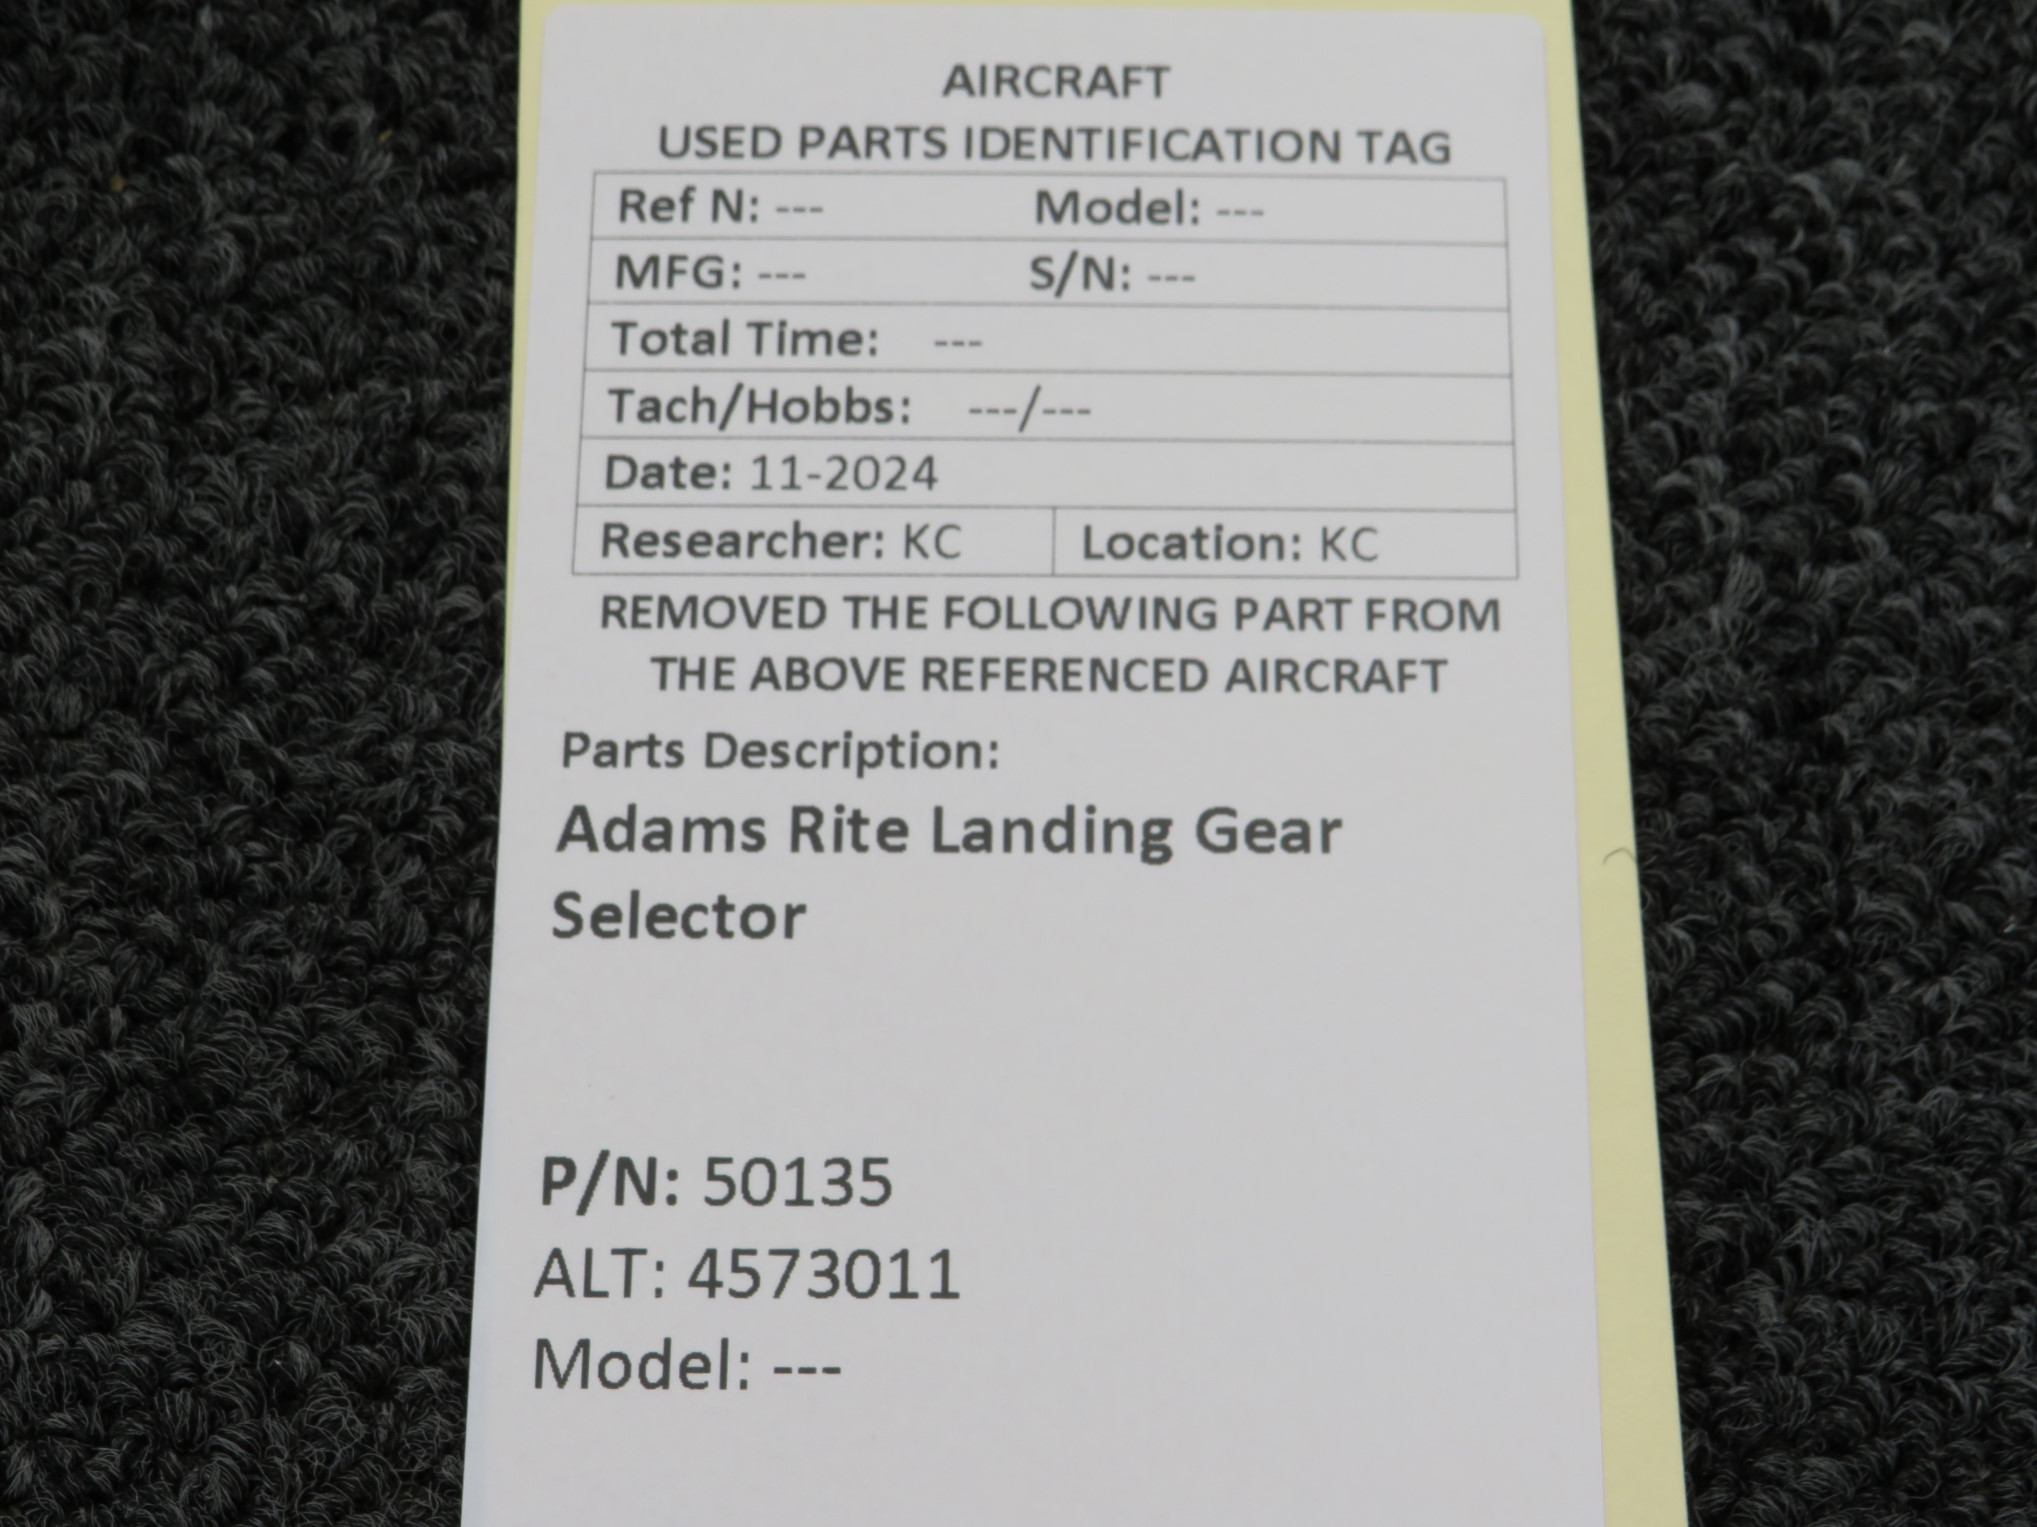 AIRCRAFT
USED PARTS IDENTIFICATION TAG
Ref N: --- Model: ---
MFG: --- S/N: ---
Total Time: ---
Tach/Hobbs: ---/---
Date: 11-2024
Researcher: KC Location: KC
REMOVED THE FOLLOWING PART FROM
THE ABOVE REFERENCED AIRCRAFT
Parts Description:
Adams Rite Landing Gear
Selector
P/N: 50135
ALT: 4573011
Model: ---